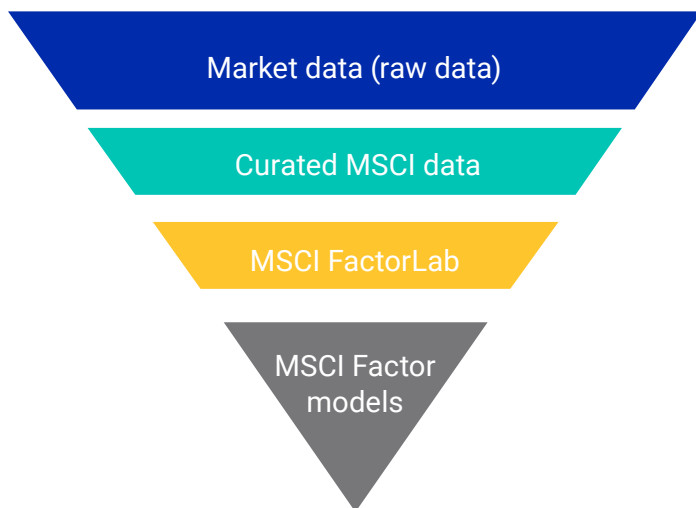 Market data (raw data)
Curated MSCI data
MSCI FactorLab
MSCI Factor
models